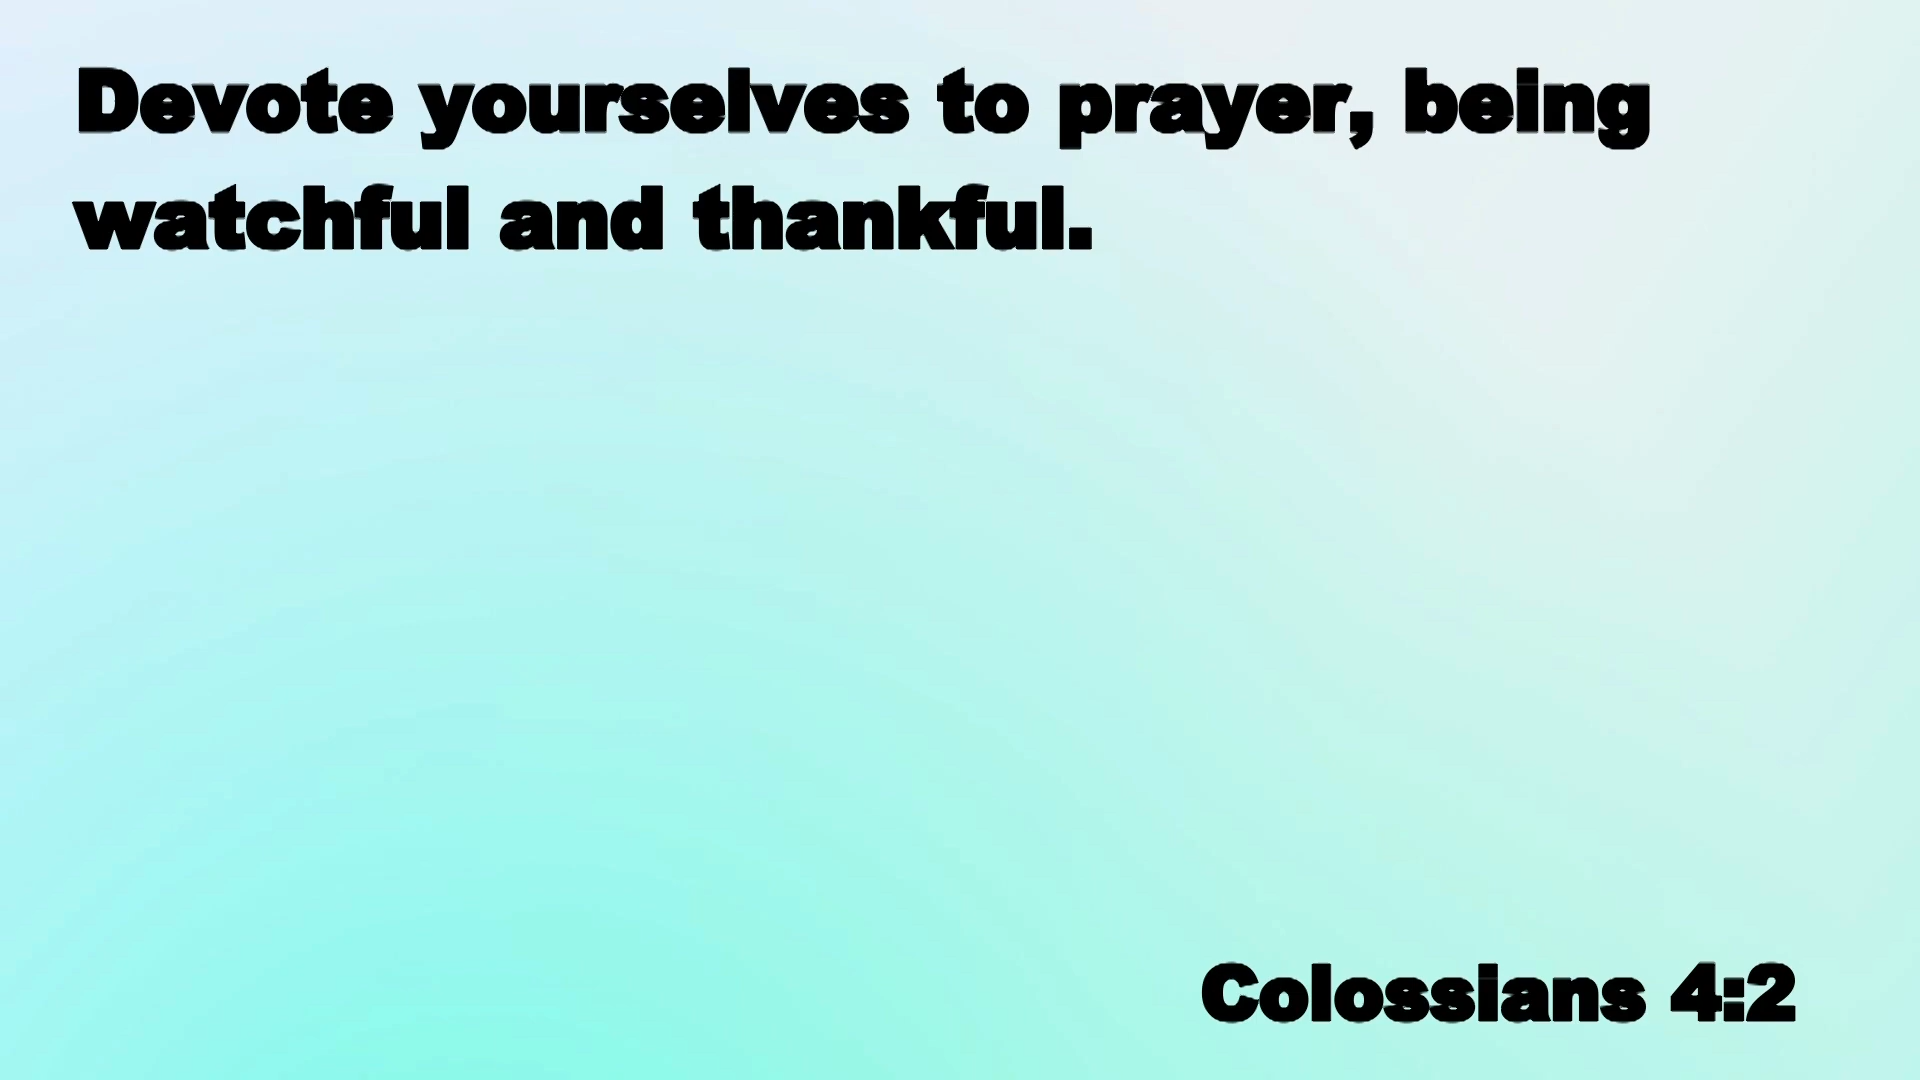 Devote yourselves to prayer, being
watchful and thankful.
Colossians 4:2